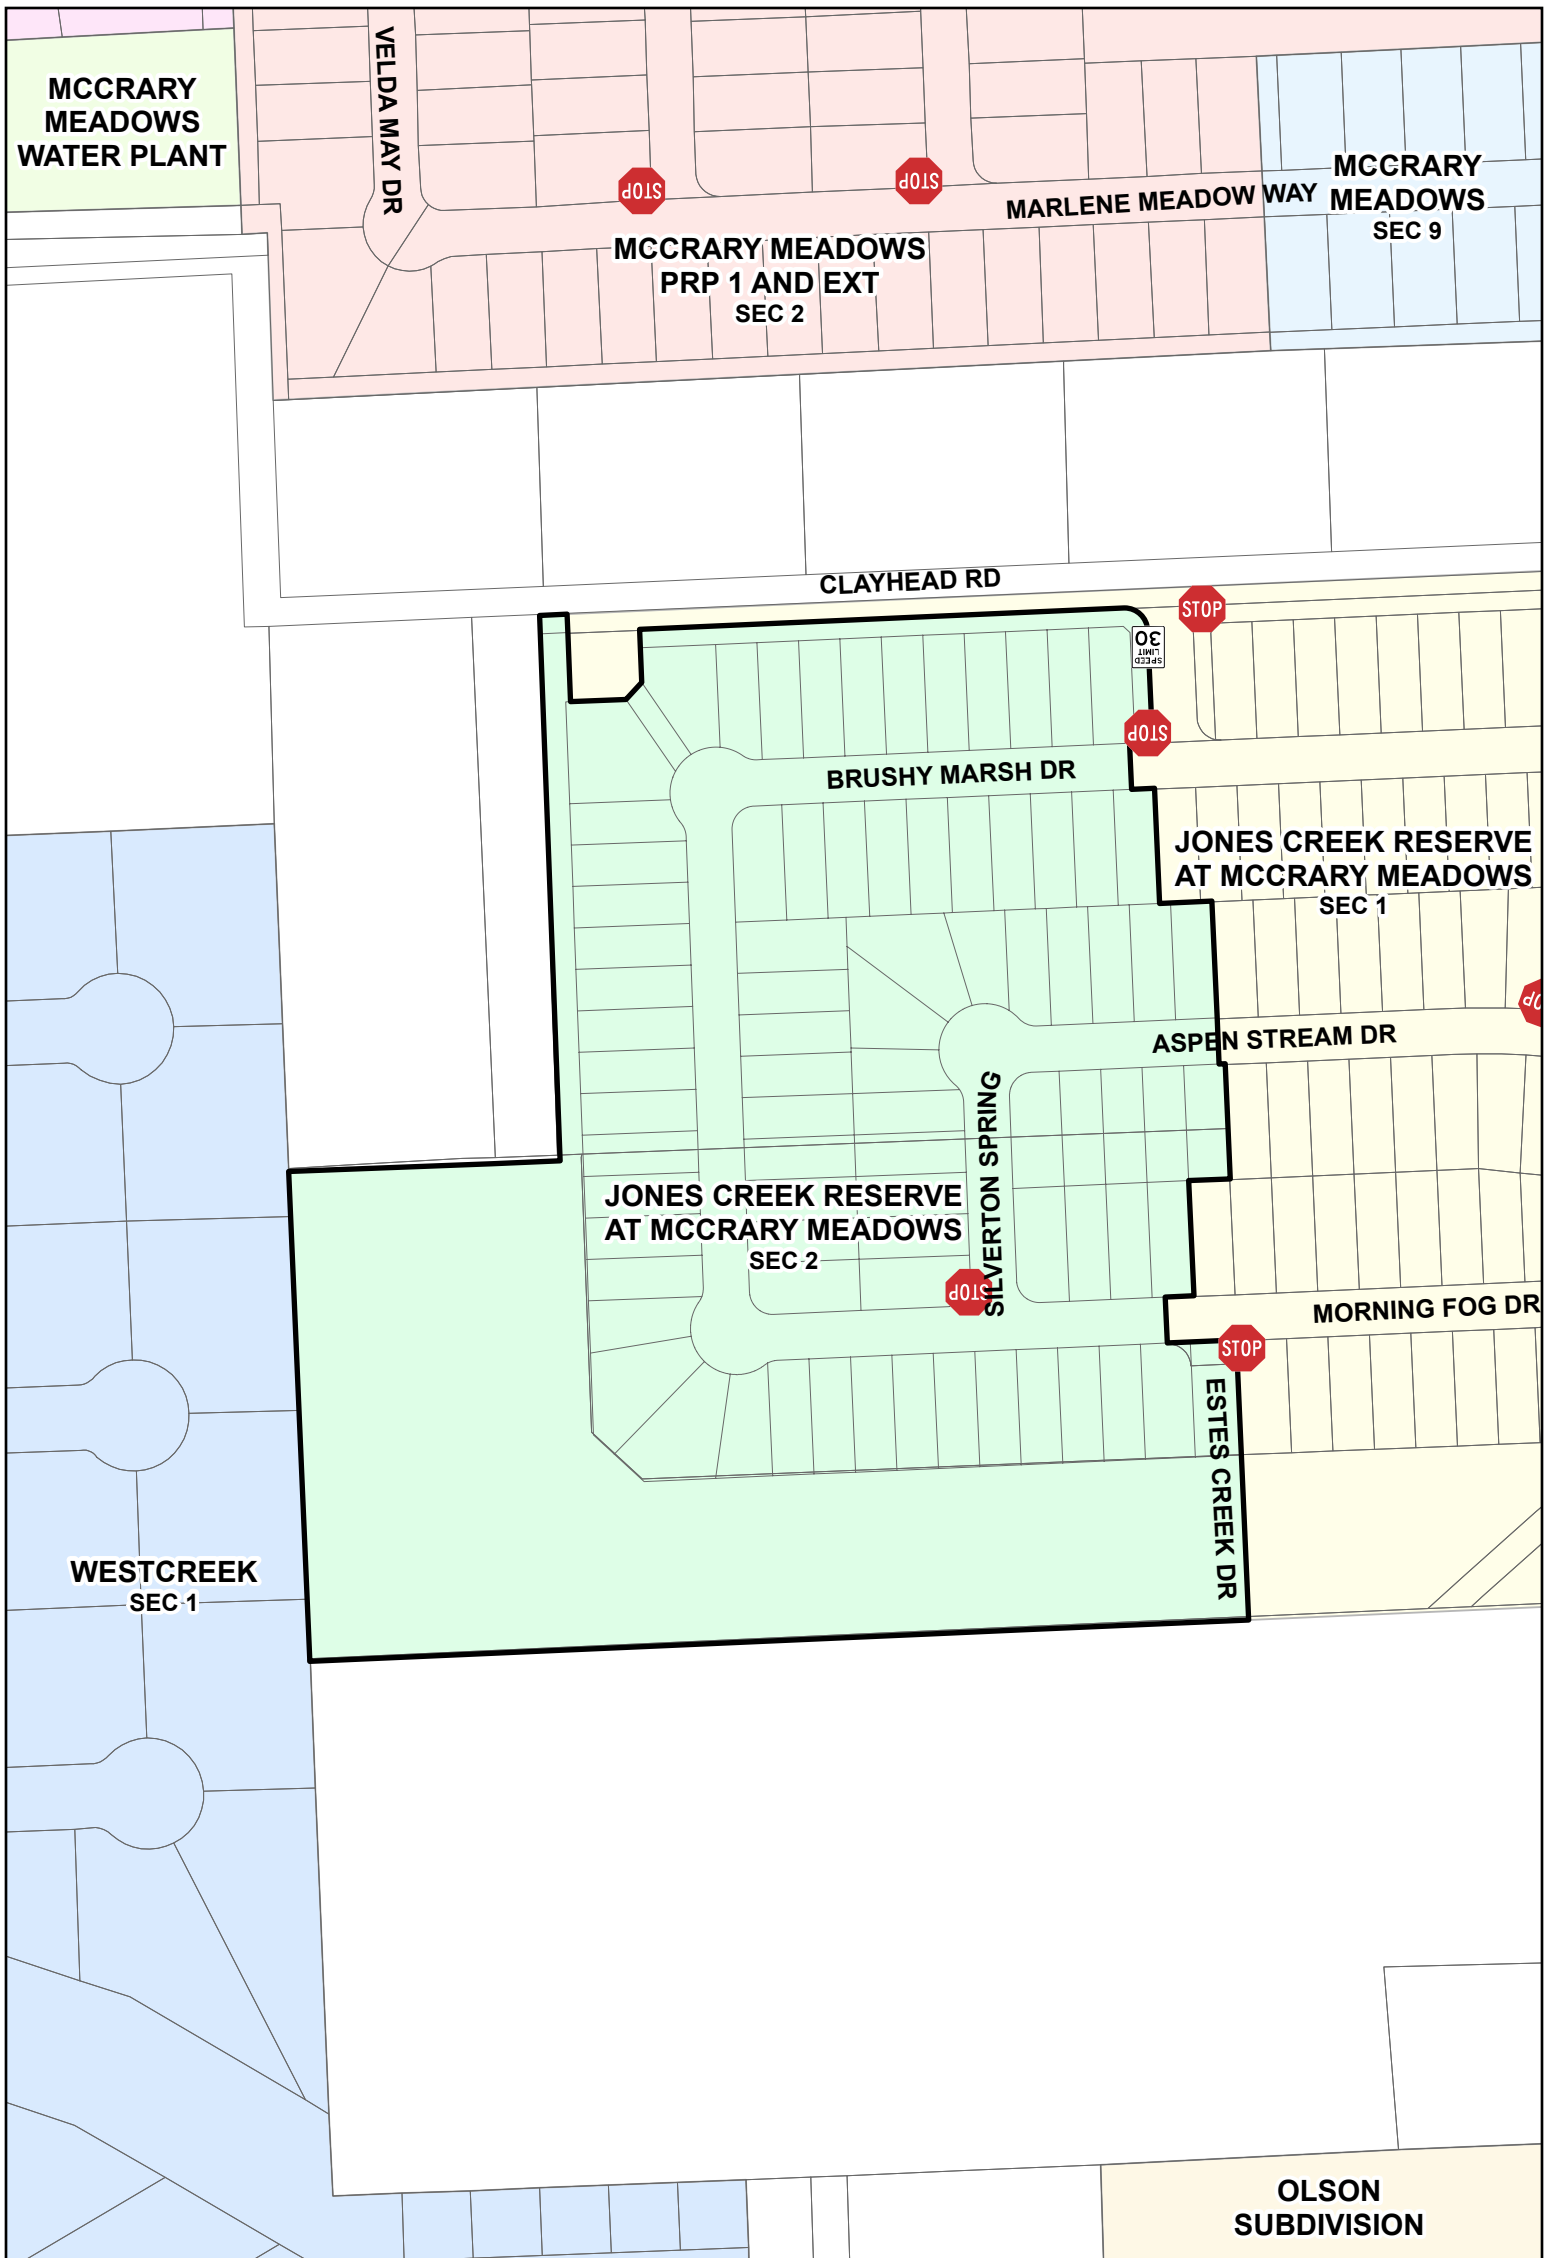 VELDA MAY DR
MCCRARY
MEADOWS
WATER PLANT
STOP
STOP
MARLENE MEADOW WAY
MCCRARY
MEADOWS
SEC 9
MCCRARY MEADOWS
PRP 1 AND EXT
SEC 2
CLAYHEAD RD
STOP
SPEED
LIMIT
30
STOP
BRUSHY MARSH DR
JONES CREEK RESERVE
AT MCCRARY MEADOWS
SEC 1
ASPEN STREAM DR
SILVERTON SPRING
JONES CREEK RESERVE
AT MCCRARY MEADOWS
SEC 2
STOP
MORNING FOG DR
STOP
ESTES CREEK DR
WESTCREEK
SEC 1
OLSON
SUBDIVISION